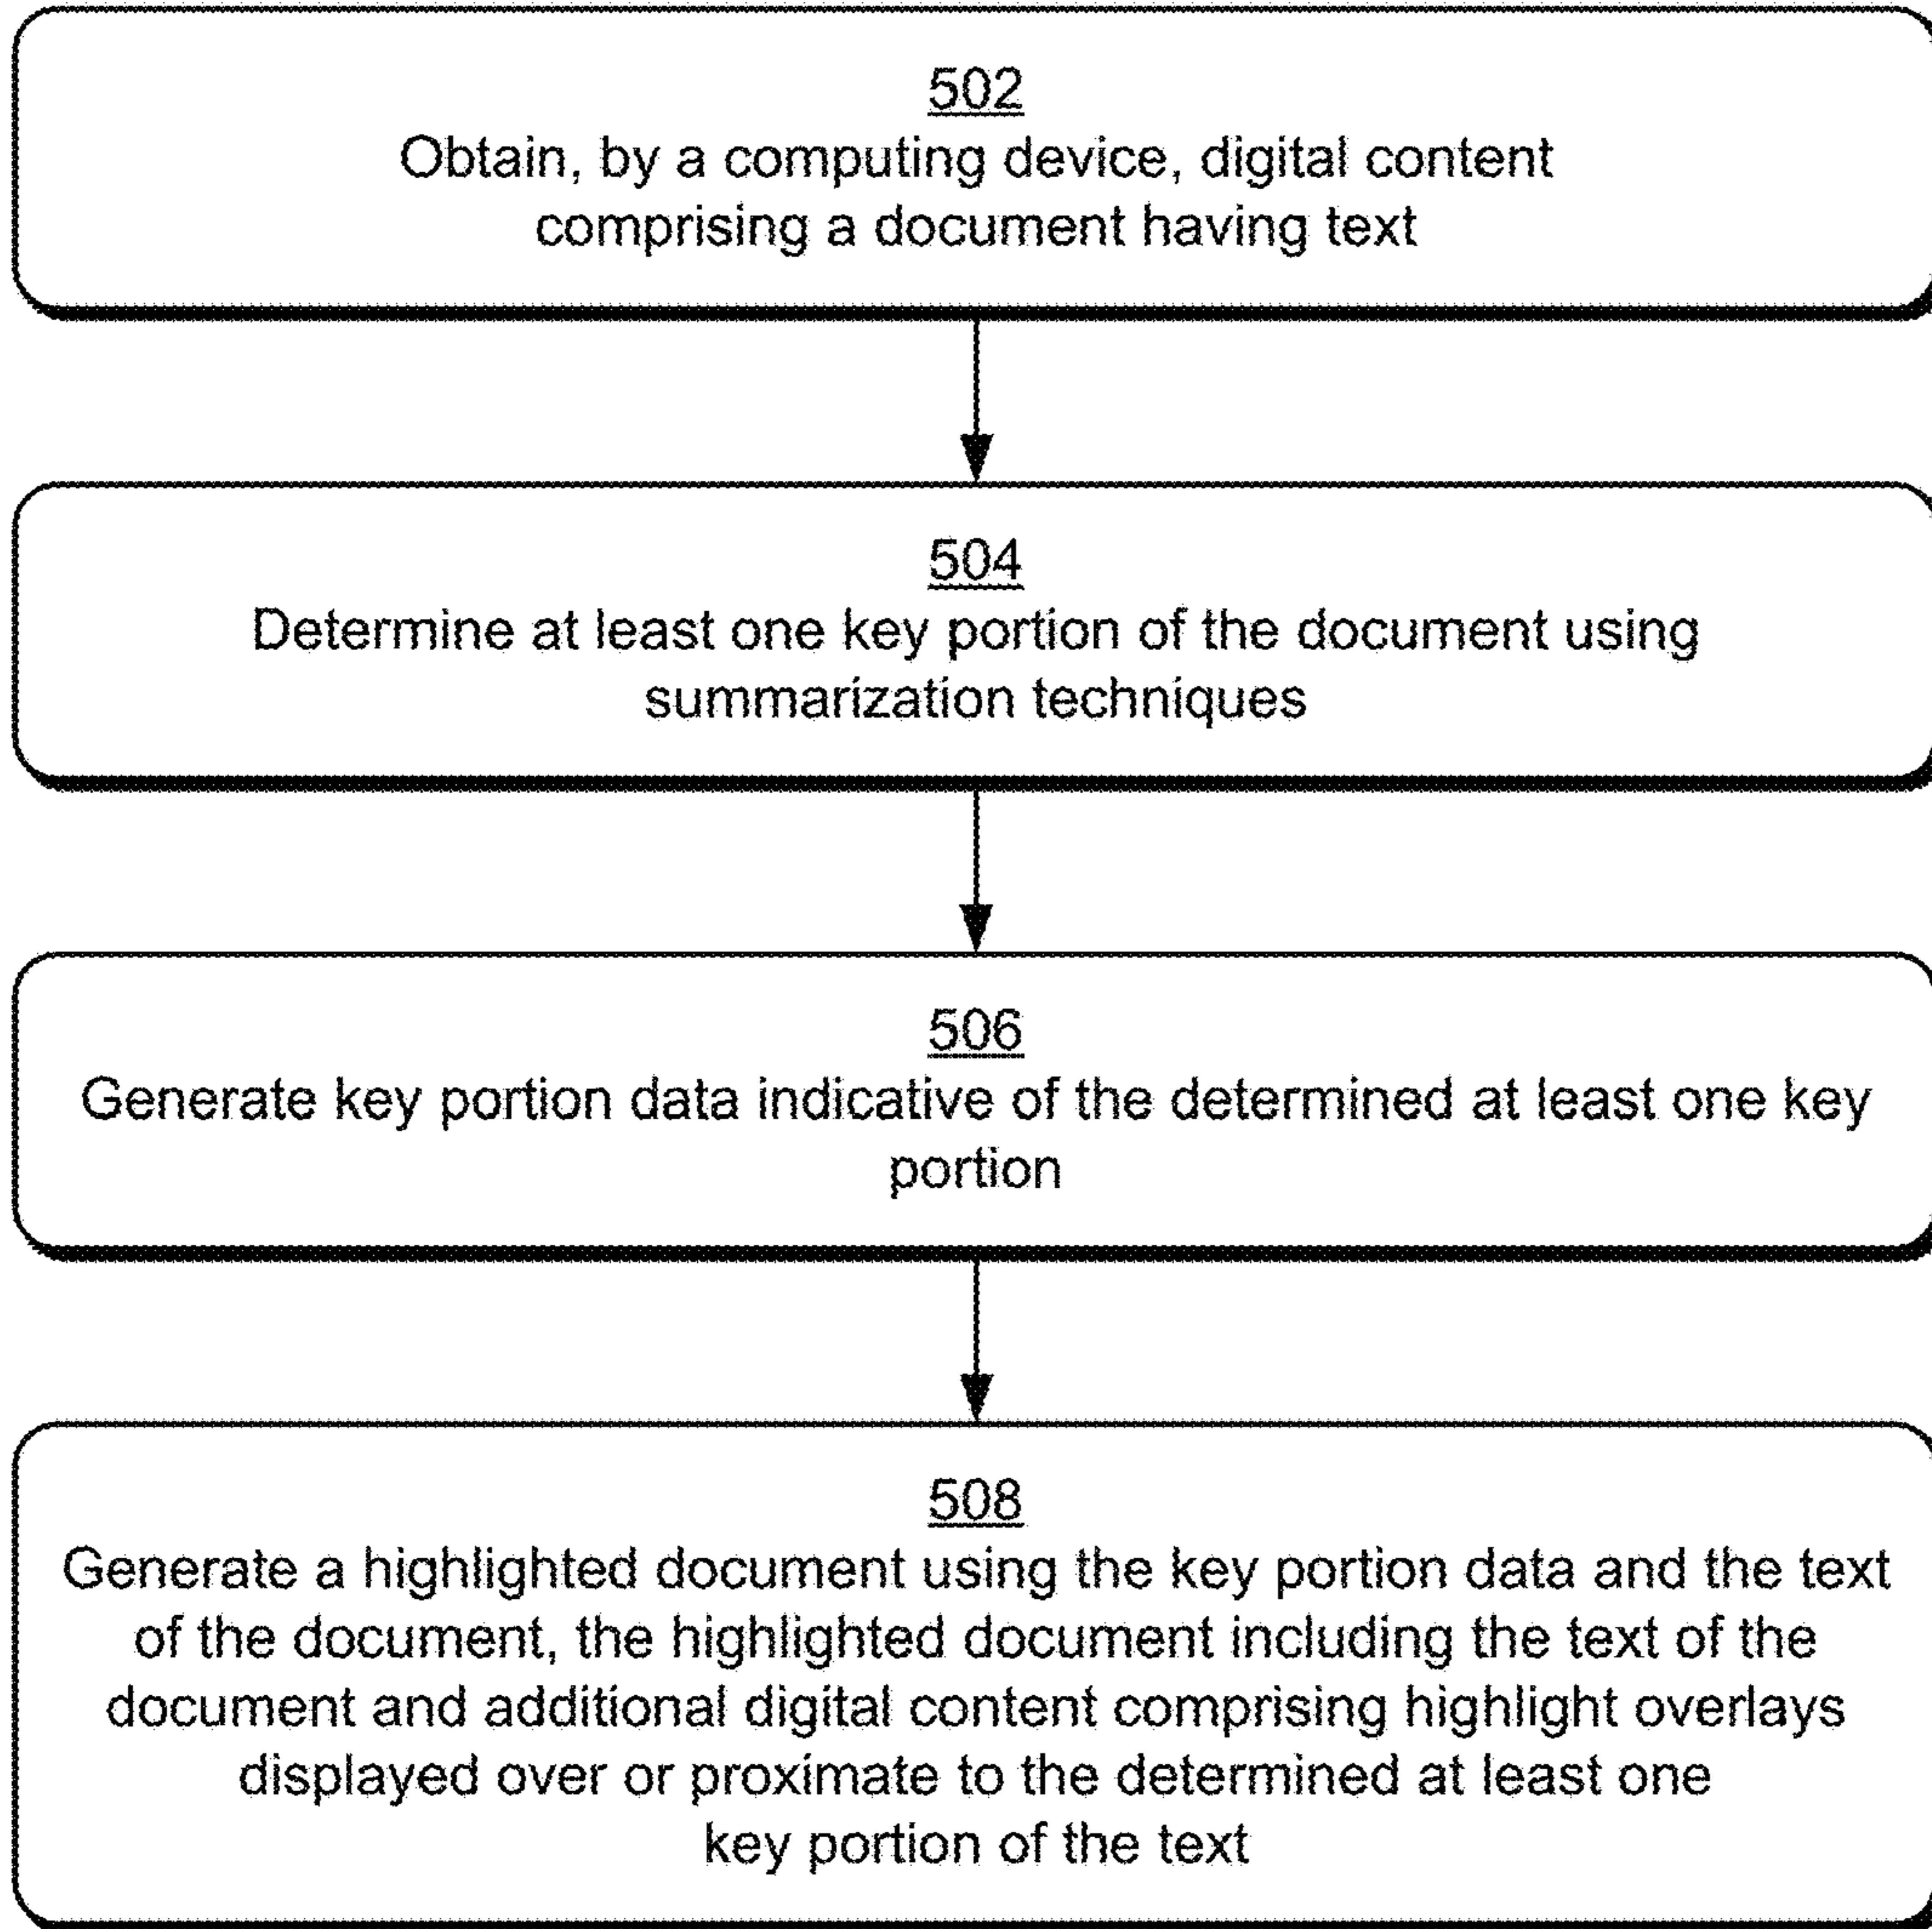 502
Obtain, by a computing device, digital content
comprising a document having text
504
Determine at least one key portion of the document using
summarization techniques
506
Generate key portion data indicative of the determined at least one key
portion
508
Generate a highlighted document using the key portion data and the text
of the document, the highlighted document including the text of the
document and additional digital content comprising highlight overlays
displayed over or proximate to the determined at least one
key portion of the text